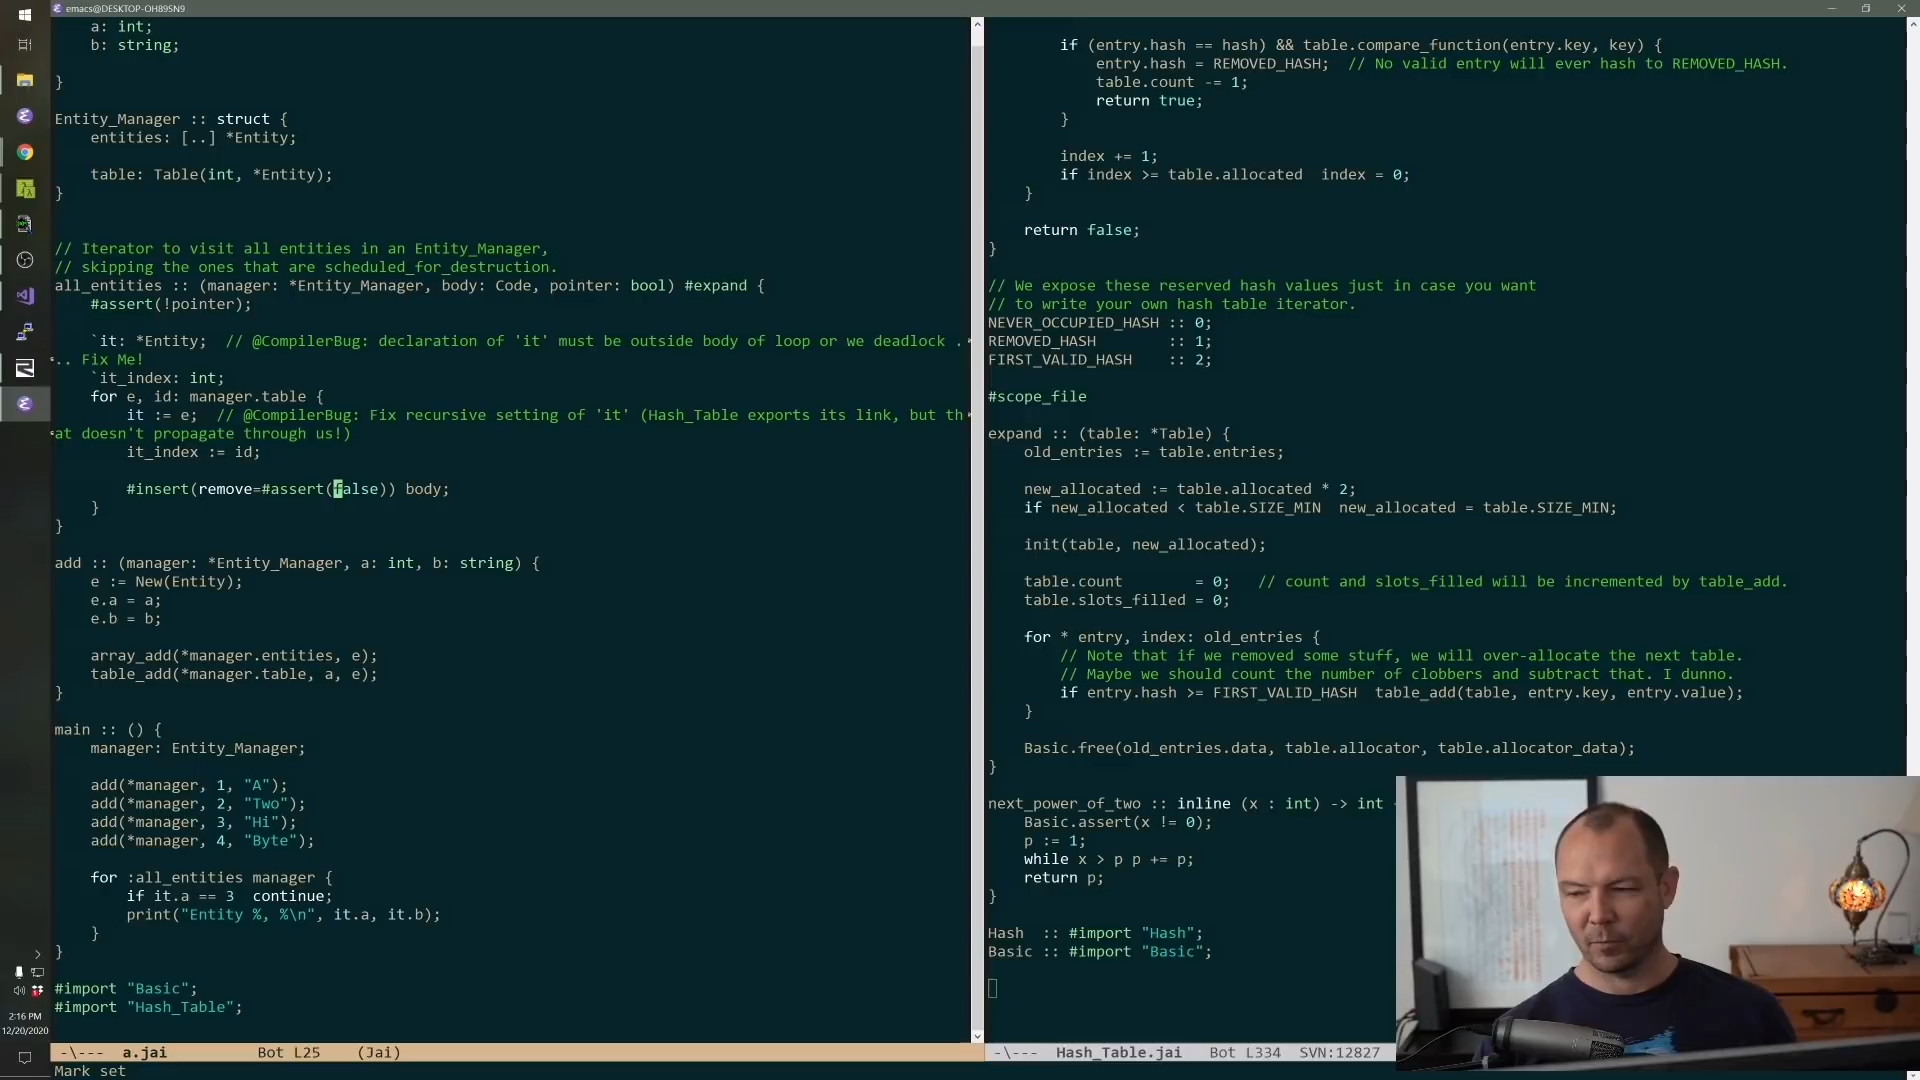 emacs@DESKTOP-OH89SN9
    a: int;
    b: string;
}
Entity_Manager :: struct {
    entities: [..] *Entity;
    table: Table(int, *Entity);
}
// Iterator to visit all entities in an Entity_Manager,
// skipping the ones that are scheduled_for_destruction.
all_entities :: (manager: *Entity_Manager, body: Code, pointer: bool) #expand {
    #assert(!pointer);
    `it: *Entity;  // @CompilerBug: declaration of 'it' must be outside body of loop or we deadlock .
.. Fix Me!
    `it_index: int;
    for e, id: manager.table {
        it := e;  // @CompilerBug: Fix recursive setting of 'it' (Hash_Table exports its link, but th
at doesn't propagate through us!)
        it_index := id;
        #insert(remove=#assert(false)) body;
    }
}
add :: (manager: *Entity_Manager, a: int, b: string) {
    e := New(Entity);
    e.a = a;
    e.b = b;
    array_add(*manager.entities, e);
    table_add(*manager.table, a, e);
}
main :: () {
    manager: Entity_Manager;
    add(*manager, 1, "A");
    add(*manager, 2, "Two");
    add(*manager, 3, "Hi");
    add(*manager, 4, "Byte");
    for :all_entities manager {
        if it.a == 3  continue;
        print("Entity %, %\n", it.a, it.b);
    }
}
#import "Basic";
#import "Hash_Table";
-\---  a.jai          Bot L25    (Jai)
Mark set
        if (entry.hash == hash) && table.compare_function(entry.key, key) {
            entry.hash = REMOVED_HASH;  // No valid entry will ever hash to REMOVED_HASH.
            table.count -= 1;
            return true;
        }
        index += 1;
        if index >= table.allocated  index = 0;
    }
    return false;
}
// We expose these reserved hash values just in case you want
// to write your own hash table iterator.
NEVER_OCCUPIED_HASH :: 0;
REMOVED_HASH        :: 1;
FIRST_VALID_HASH    :: 2;
#scope_file
expand :: (table: *Table) {
    old_entries := table.entries;
    new_allocated := table.allocated * 2;
    if new_allocated < table.SIZE_MIN  new_allocated = table.SIZE_MIN;
    init(table, new_allocated);
    table.count        = 0;   // count and slots_filled will be incremented by table_add.
    table.slots_filled = 0;
    for * entry, index: old_entries {
        // Note that if we removed some stuff, we will over-allocate the next table.
        // Maybe we should count the number of clobbers and subtract that. I dunno.
        if entry.hash >= FIRST_VALID_HASH  table_add(table, entry.key, entry.value);
    }
    Basic.free(old_entries.data, table.allocator, table.allocator_data);
}
next_power_of_two :: inline (x : int) -> int
    Basic.assert(x != 0);
    p := 1;
    while x > p p += p;
    return p;
}
Hash  :: #import "Hash";
Basic :: #import "Basic";
-\---  Hash_Table.jai   Bot L334  SVN:12827
2:16 PM
12/20/2020